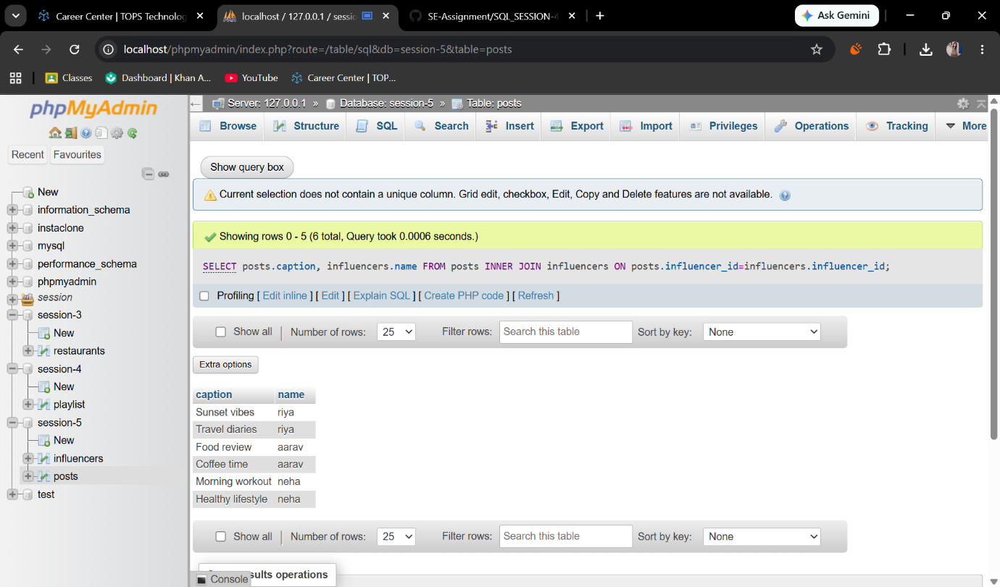 Career Center | TOPS Technolog
localhost / 127.0.0.1 / sessio
SE-Assignment/SQL_SESSION-4
Ask Gemini
localhost/phpmyadmin/index.php?route=/table/sql&db=session-5&table=posts
Classes
Dashboard | Khan A...
YouTube
Career Center | TOP...
phpMyAdmin
Recent
Favourites
New
information_schema
instaclone
mysql
performance_schema
phpmyadmin
session
session-3
New
restaurants
session-4
New
playlist
session-5
New
influencers
posts
test
Server: 127.0.0.1 » Database: session-5 » Table: posts
Browse Structure SQL Search Insert Export Import Privileges Operations Tracking More
Show query box
Current selection does not contain a unique column. Grid edit, checkbox, Edit, Copy and Delete features are not available.
Showing rows 0 - 5 (6 total, Query took 0.0006 seconds.)
SELECT posts.caption, influencers.name FROM posts INNER JOIN influencers ON posts.influencer_id=influencers.influencer_id;
Profiling [ Edit inline ] [ Edit ] [ Explain SQL ] [ Create PHP code ] [ Refresh ]
Show all | Number of rows: 25 Filter rows: Search this table Sort by key: None
Extra options
caption name
Sunset vibes riya
Travel diaries riya
Food review aarav
Coffee time aarav
Morning workout neha
Healthy lifestyle neha
Show all | Number of rows: 25 Filter rows: Search this table Sort by key: None
operations
Console